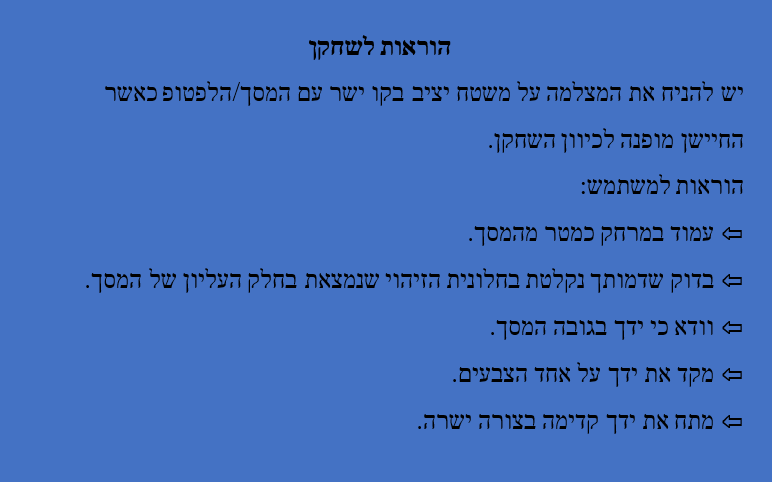 הוראות לשחקן
יש להניח את המצלמה על משטח יציב בקו ישר עם המסך/הלפטופ כאשר
החיישן מופנה לכיוון השחקן.
הוראות למשתמש:
⇦ עמוד במרחק כמטר מהמסך.
⇦ בדוק שדמותך נקלטת בחלונית הזיהוי שנמצאת בחלק העליון של המסך.
⇦ וודא כי ידך בגובה המסך.
⇦ מקד את ידך על אחד הצבעים.
⇦ מתח את ידך קדימה בצורה ישרה.